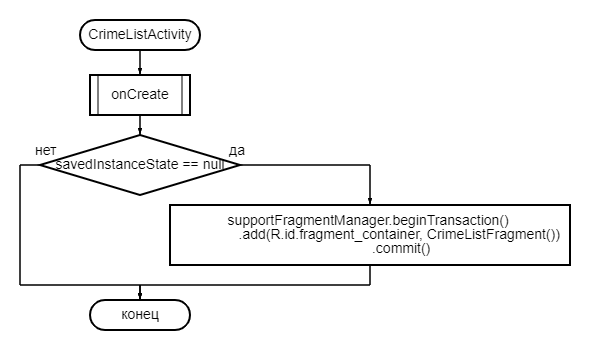 CrimeListActivity
onCreate
нет
да
savedInstanceState == null
supportFragmentManager.beginTransaction()
.add(R.id.fragment_container, CrimeListFragment())
.commit()
конец